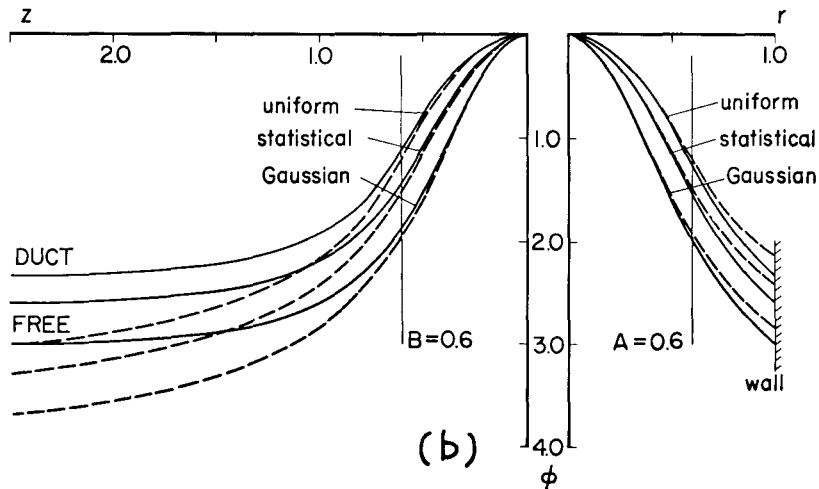 z
r
2.0
1.0
1.0
uniform
statistical
Gaussian
1.0
uniform
statistical
Gaussian
DUCT
2.0
FREE
B=0.6
3.0
A=0.6
wall
(b)
4.0
ϕ